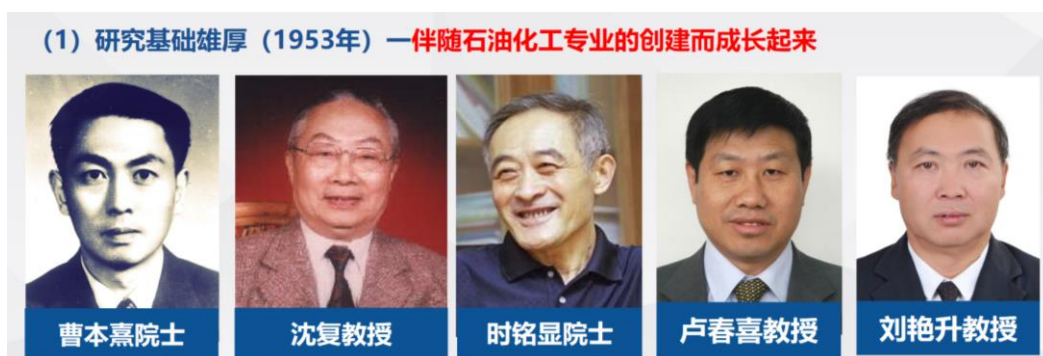 （1）研究基础雄厚（1953年）—伴随石油化工专业的创建而成长起来
曹本熹院士
沈复教授
时铭显院士
卢春喜教授
刘艳升教授